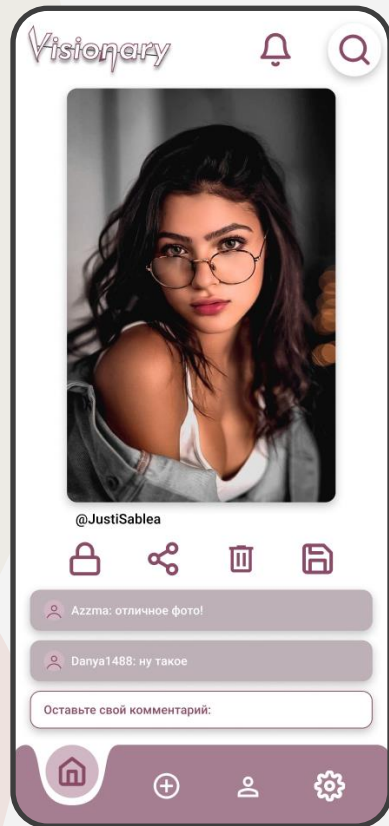 Visionary
@JustiSablea
Azzma: отличное фото!
Danya1488: ну такое
Оставьте свой комментарий: